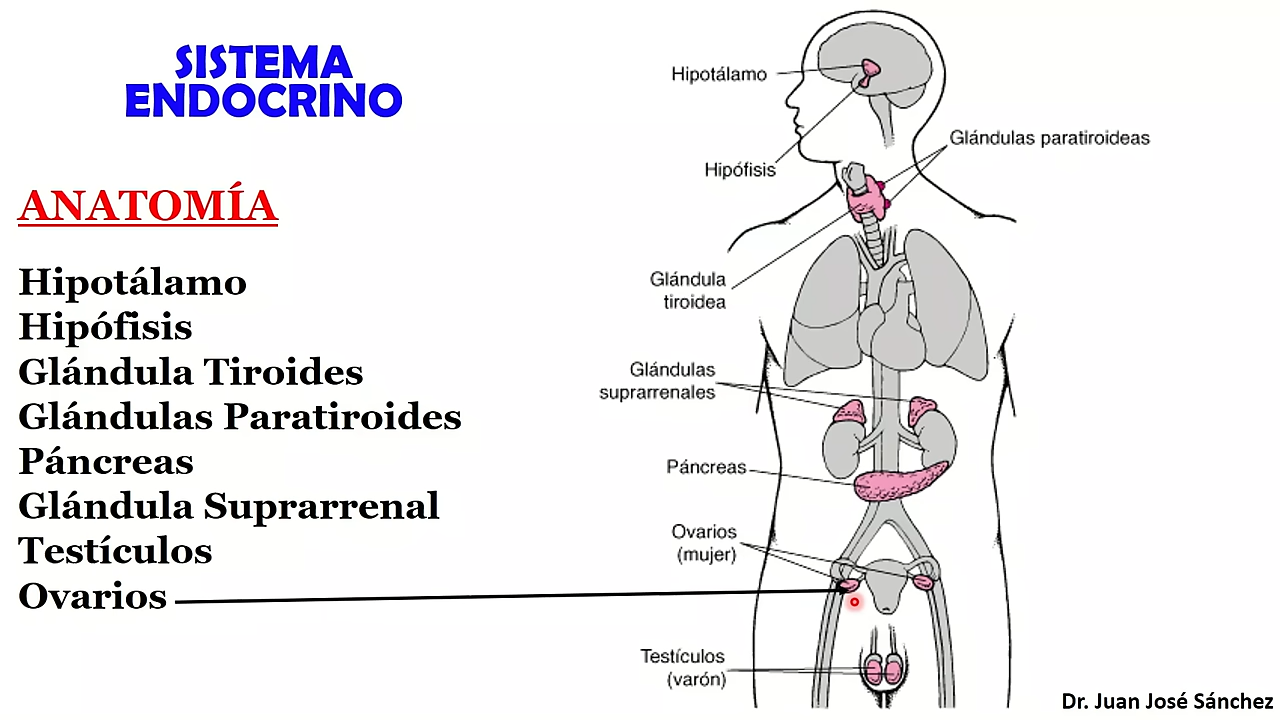 SISTEMA
ENDOCRINO
ANATOMÍA
Hipotálamo
Hipófisis
Glándula Tiroides
Glándulas Paratiroides
Páncreas
Glándula Suprarrenal
Testículos
Ovarios
Hipotálamo
Glándulas paratiroideas
Hipófisis
Glándula
tiroidea
Glándulas
suprarrenales
Páncreas
Ovarios
(mujer)
Testículos
(varón)
Dr. Juan José Sánchez